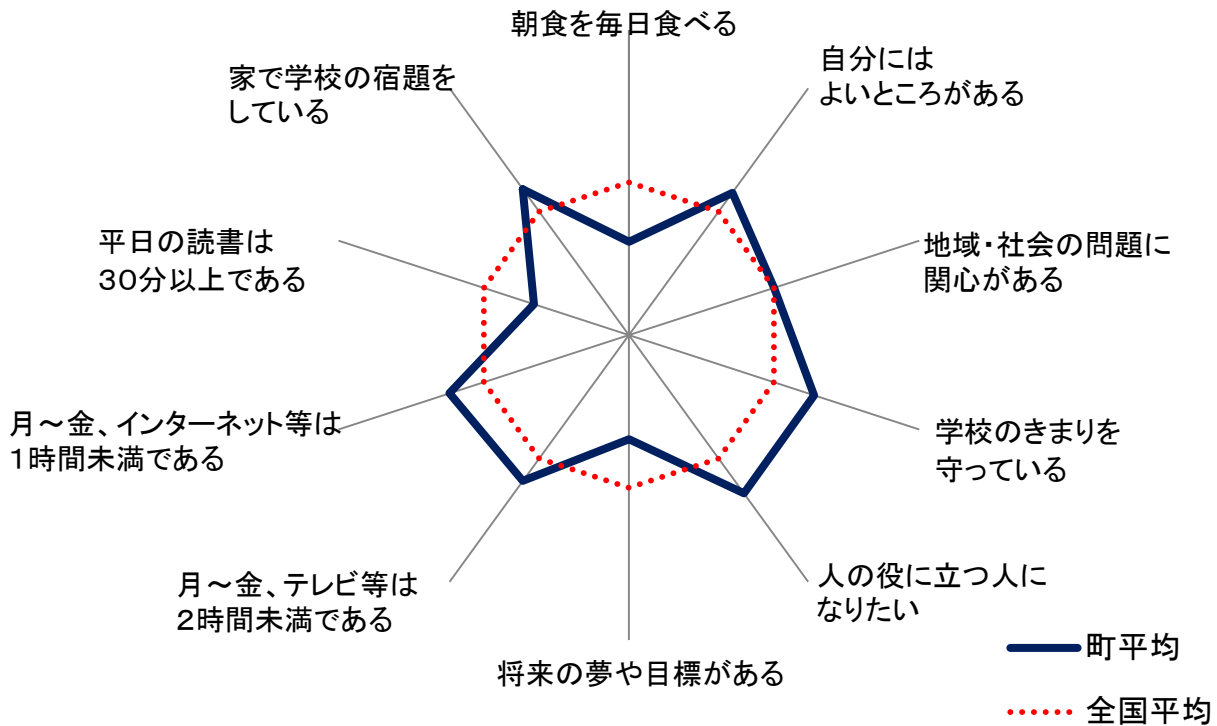 朝食を毎日食べる
自分には
よいところがある
地域・社会の問題に
関心がある
学校のきまりを
守っている
人の役に立つ人に
なりたい
将来の夢や目標がある
月～金、テレビ等は
2時間未満である
月～金、インターネット等は
1時間未満である
平日の読書は
30分以上である
家で学校の宿題を
している
町平均
全国平均